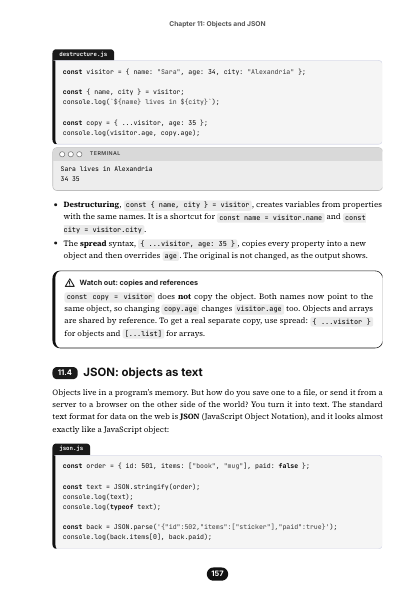 Chapter 11: Objects and JSON
destructure.js
const visitor = { name: "Sara", age: 34, city: "Alexandria" };
const { name, city } = visitor;
console.log(`${name} lives in ${city}`);
const copy = { ...visitor, age: 35 };
console.log(visitor.age, copy.age);
TERMINAL
Sara lives in Alexandria
34 35
• Destructuring, const { name, city } = visitor, creates variables from properties
with the same names. It is a shortcut for const name = visitor.name and const
city = visitor.city.
• The spread syntax, { ...visitor, age: 35 }, copies every property into a new
object and then overrides age. The original is not changed, as the output shows.
Watch out: copies and references
const copy = visitor does not copy the object. Both names now point to the
same object, so changing copy.age changes visitor.age too. Objects and arrays
are shared by reference. To get a real separate copy, use spread: { ...visitor }
for objects and [...list] for arrays.
11.4 JSON: objects as text
Objects live in a program's memory. But how do you save one to a file, or send it from a
server to a browser on the other side of the world? You turn it into text. The standard
text format for data on the web is JSON (JavaScript Object Notation), and it looks almost
exactly like a JavaScript object:
json.js
const order = { id: 501, items: ["book", "mug"], paid: false };
const text = JSON.stringify(order);
console.log(text);
console.log(typeof text);
const back = JSON.parse('{"id":502,"items":["sticker"],"paid":true}');
console.log(back.items[0], back.paid);
157